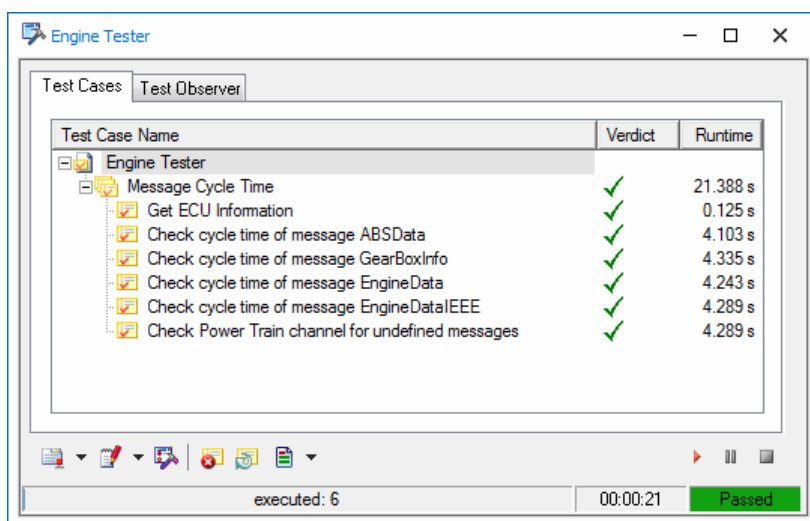 Engine Tester
Test Cases Test Observer
Test Case Name Verdict Runtime
Engine Tester
Message Cycle Time 21.388 s
Get ECU Information 0.125 s
Check cycle time of message ABSData 4.103 s
Check cycle time of message GearBoxInfo 4.335 s
Check cycle time of message EngineData 4.243 s
Check cycle time of message EngineDataIEEE 4.289 s
Check Power Train channel for undefined messages 4.289 s
executed: 6 00:00:21 Passed